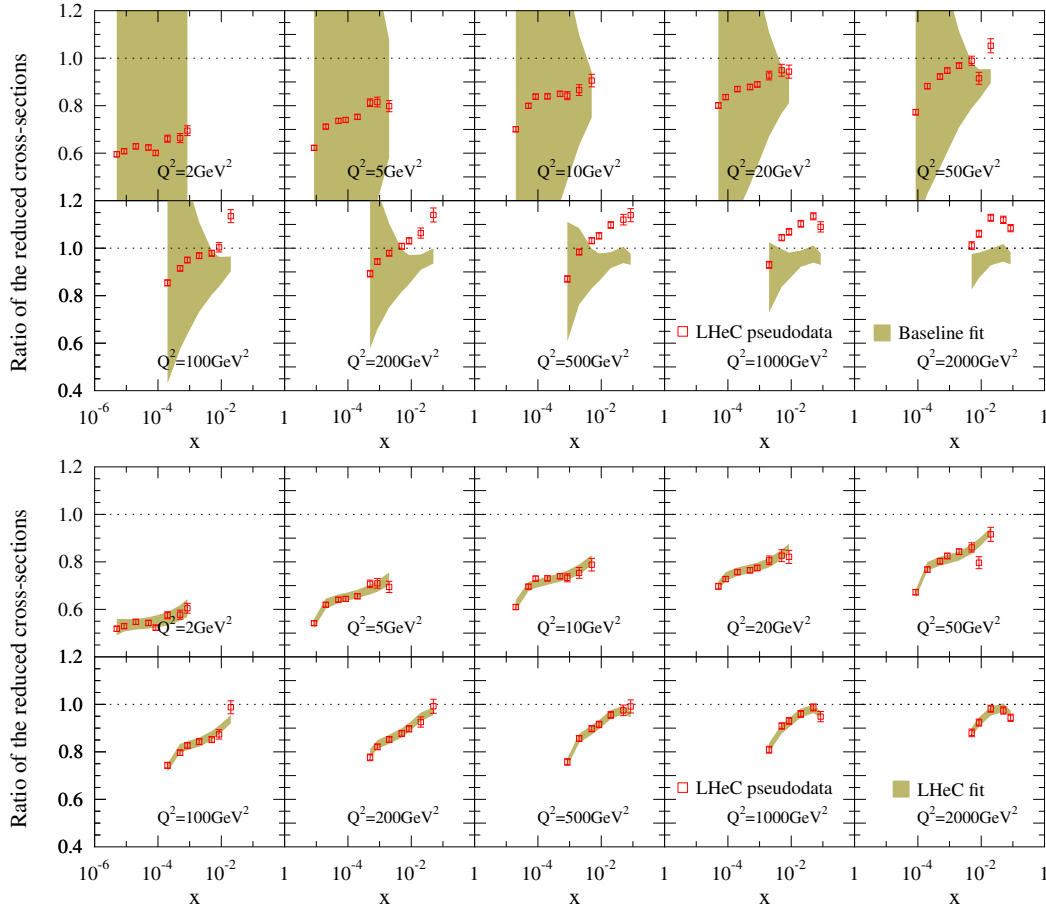 Ratio of the reduced cross-sections
1.2
1.0
0.8
0.6
Q²=2GeV² Q²=5GeV² Q²=10GeV² Q²=20GeV² Q²=50GeV²
1.2
1.0
0.8
0.6
0.4
LHeC pseudodata Baseline fit
Q²=100GeV² Q²=200GeV² Q²=500GeV² Q²=1000GeV² Q²=2000GeV²
10⁻⁶ 10⁻⁴ 10⁻² 1 10⁻⁴ 10⁻² 1 10⁻⁴ 10⁻² 1 10⁻⁴ 10⁻² 1 10⁻⁴ 10⁻² 1
x x x x x
Ratio of the reduced cross-sections
1.2
1.0
0.8
0.6
Q²=2GeV² Q²=5GeV² Q²=10GeV² Q²=20GeV² Q²=50GeV²
1.2
1.0
0.8
0.6
0.4
LHeC pseudodata LHeC fit
Q²=100GeV² Q²=200GeV² Q²=500GeV² Q²=1000GeV² Q²=2000GeV²
10⁻⁶ 10⁻⁴ 10⁻² 1 10⁻⁴ 10⁻² 1 10⁻⁴ 10⁻² 1 10⁻⁴ 10⁻² 1 10⁻⁴ 10⁻² 1
x x x x x